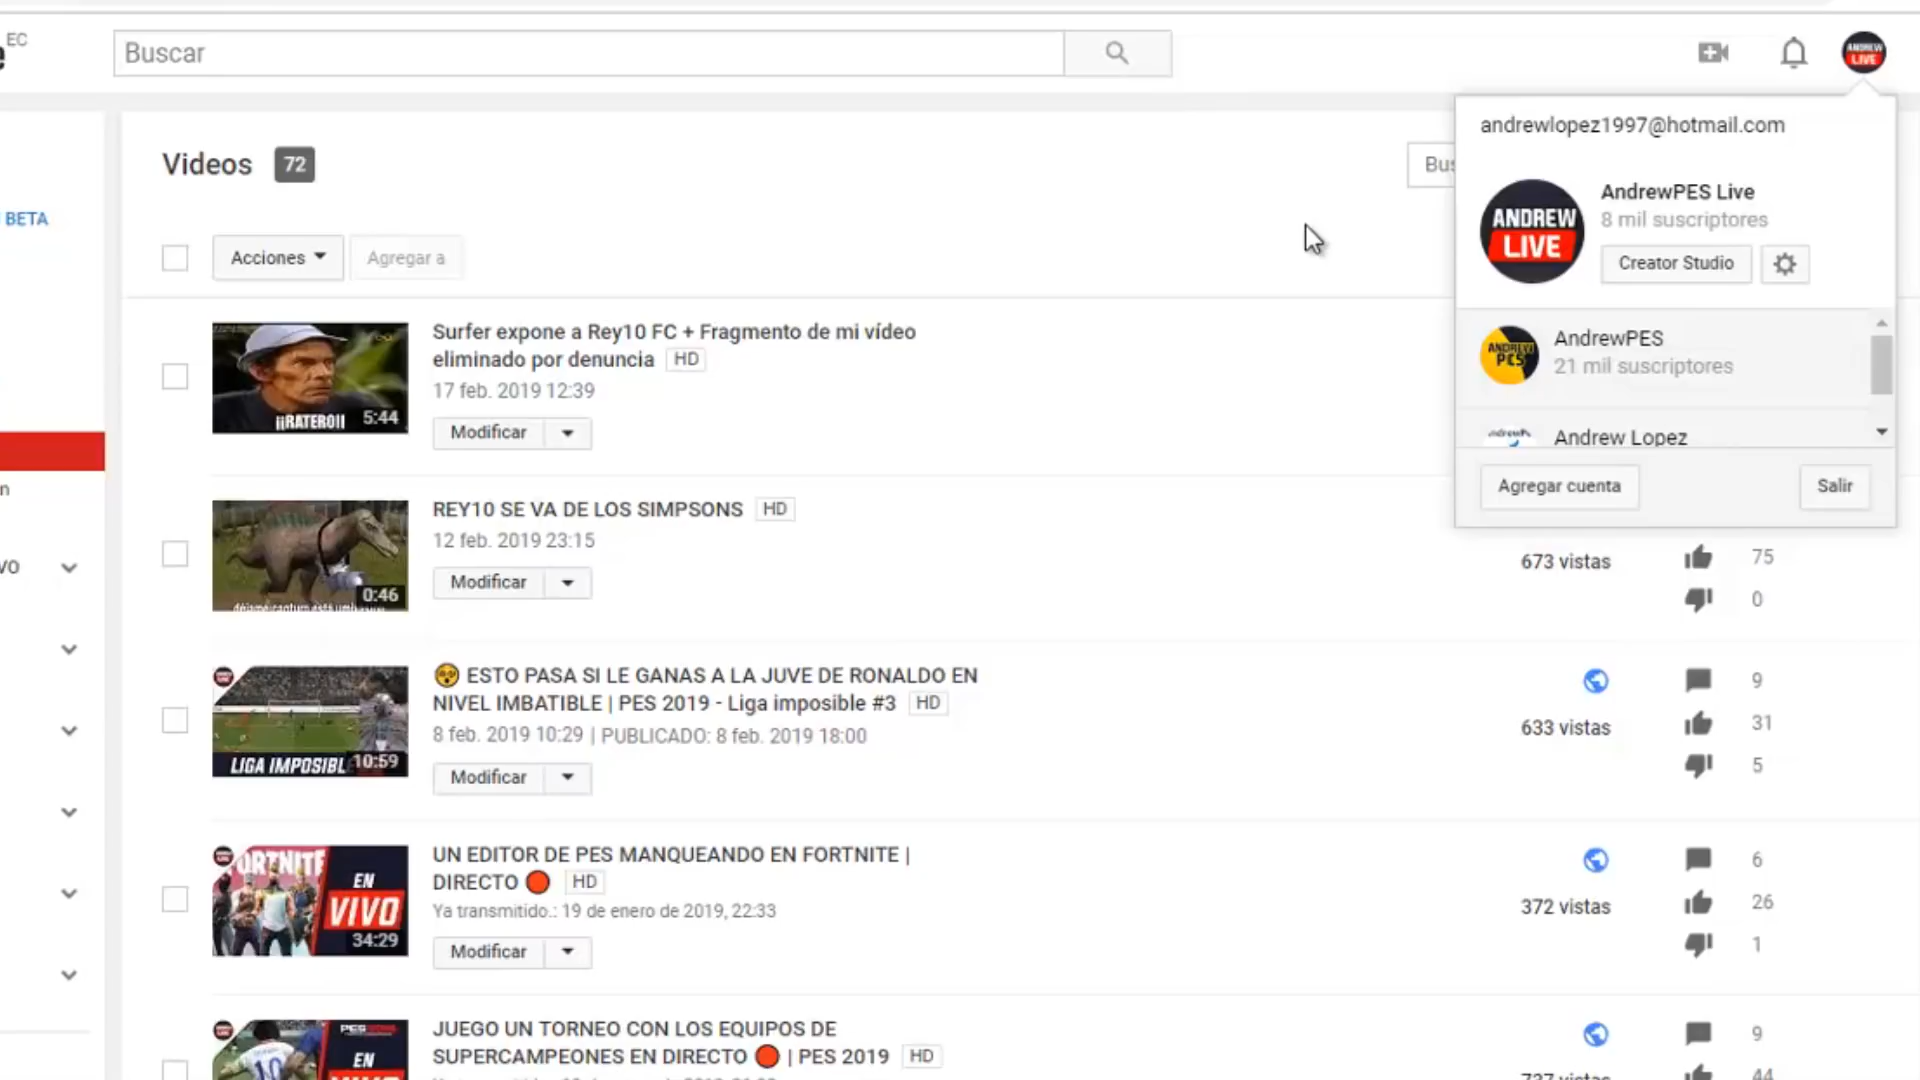 e EC
Buscar
andrewlopez1997@hotmail.com
ANDREW
LIVE
AndrewPES Live
8 mil suscriptores
Creator Studio
AndrewPES
21 mil suscriptores
Andrew Lopez
Agregar cuenta
Salir
BETA
n
VO
Videos 72
Bus
Acciones
Agregar a
Surfer expone a Rey10 FC + Fragmento de mi vídeo
eliminado por denuncia HD
17 feb. 2019 12:39
Modificar
¡¡RATERO!! 5:44
REY10 SE VA DE LOS SIMPSONS HD
12 feb. 2019 23:15
Modificar
0:46
673 vistas
75
0
😲 ESTO PASA SI LE GANAS A LA JUVE DE RONALDO EN
NIVEL IMBATIBLE | PES 2019 - Liga imposible #3 HD
8 feb. 2019 10:29 | PUBLICADO: 8 feb. 2019 18:00
Modificar
LIGA IMPOSIBL 10:59
633 vistas
9
31
5
UN EDITOR DE PES MANQUEANDO EN FORTNITE |
DIRECTO 🔴 HD
Ya transmitido.: 19 de enero de 2019, 22:33
Modificar
FORTNITE
EN
VIVO
34:29
372 vistas
6
26
1
JUEGO UN TORNEO CON LOS EQUIPOS DE
SUPERCAMPEONES EN DIRECTO 🔴 | PES 2019 HD
EN
10
737 vistas
9
44